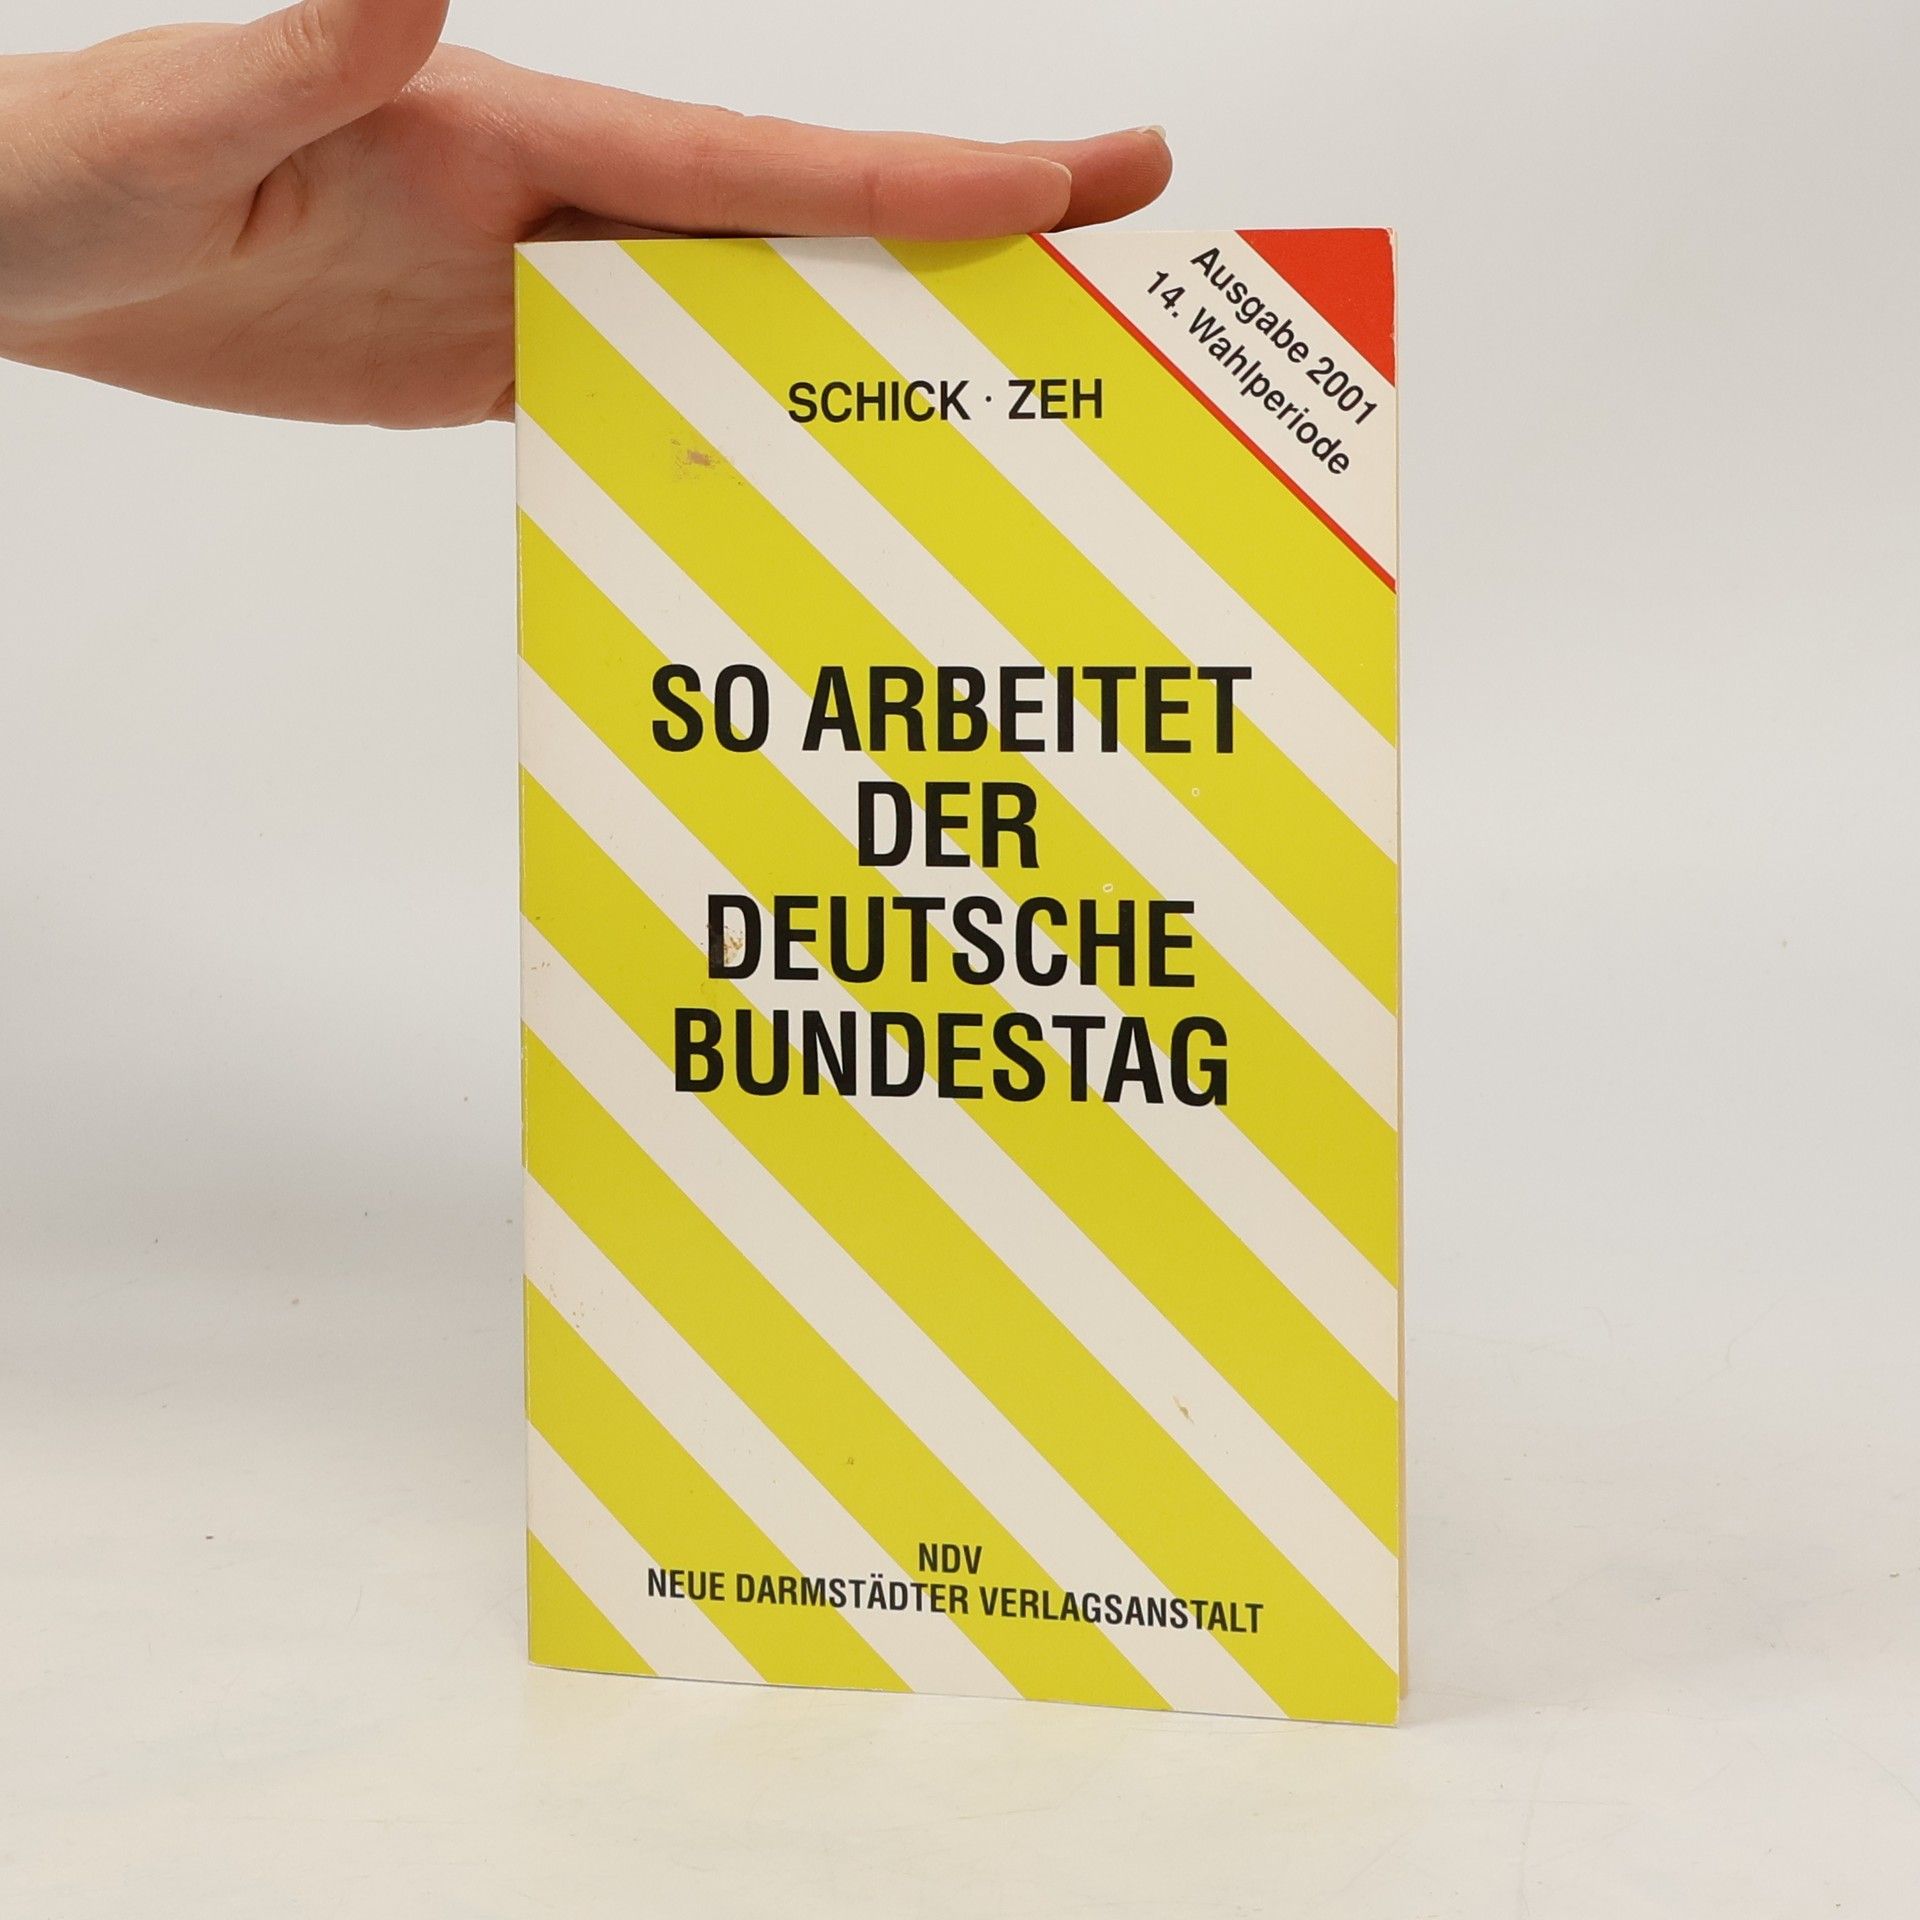 Ausgabe 2001
14. Wahlperiode
SCHICK · ZEH
SO ARBEITET
DER
DEUTSCHE
BUNDESTAG
NDV
NEUE DARMSTÄDTER VERLAGSANSTALT